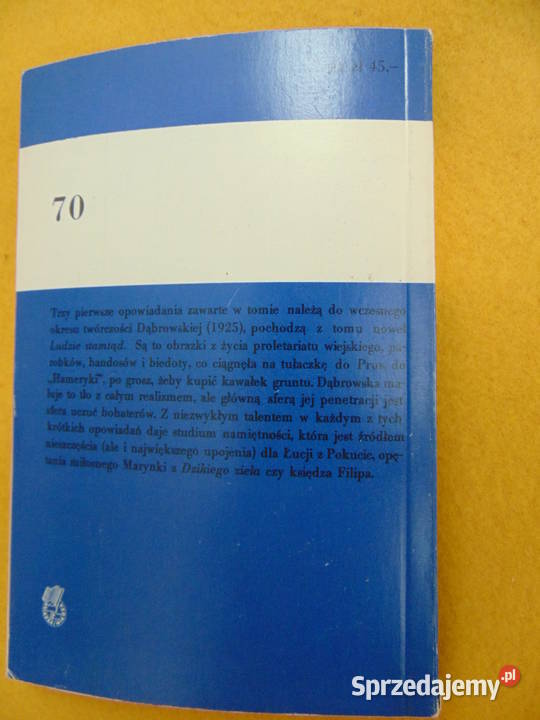 zł 45,–
70
Trzy pierwsze opowiadania zawarte w tomie należą do wczesnego
okresu twórczości Dąbrowskiej (1925), pochodzą z tomu nowel
Ludzie stamtąd. Są to obrazki z życia proletariatu wiejskiego, pa-
robków, bandosów i biedoty, co ciągnęła na tułaczkę do Prus, do
„Hameryki", po grosz, żeby kupić kawałek gruntu. Dąbrowska ma-
luje to tło z całym realizmem, ale główną sferą jej penetracji jest
sfera uczuć bohaterów. Z niezwykłym talentem w każdym z tych
krótkich opowiadań daje studium namiętności, która jest źródłem
nieszczęścia (ale i największego upojenia) dla Łucji z Pokucic, opę-
tania miłosnego Marynki z Dzikiego ziela czy księdza Filipa.
Sprzedajemy.pl